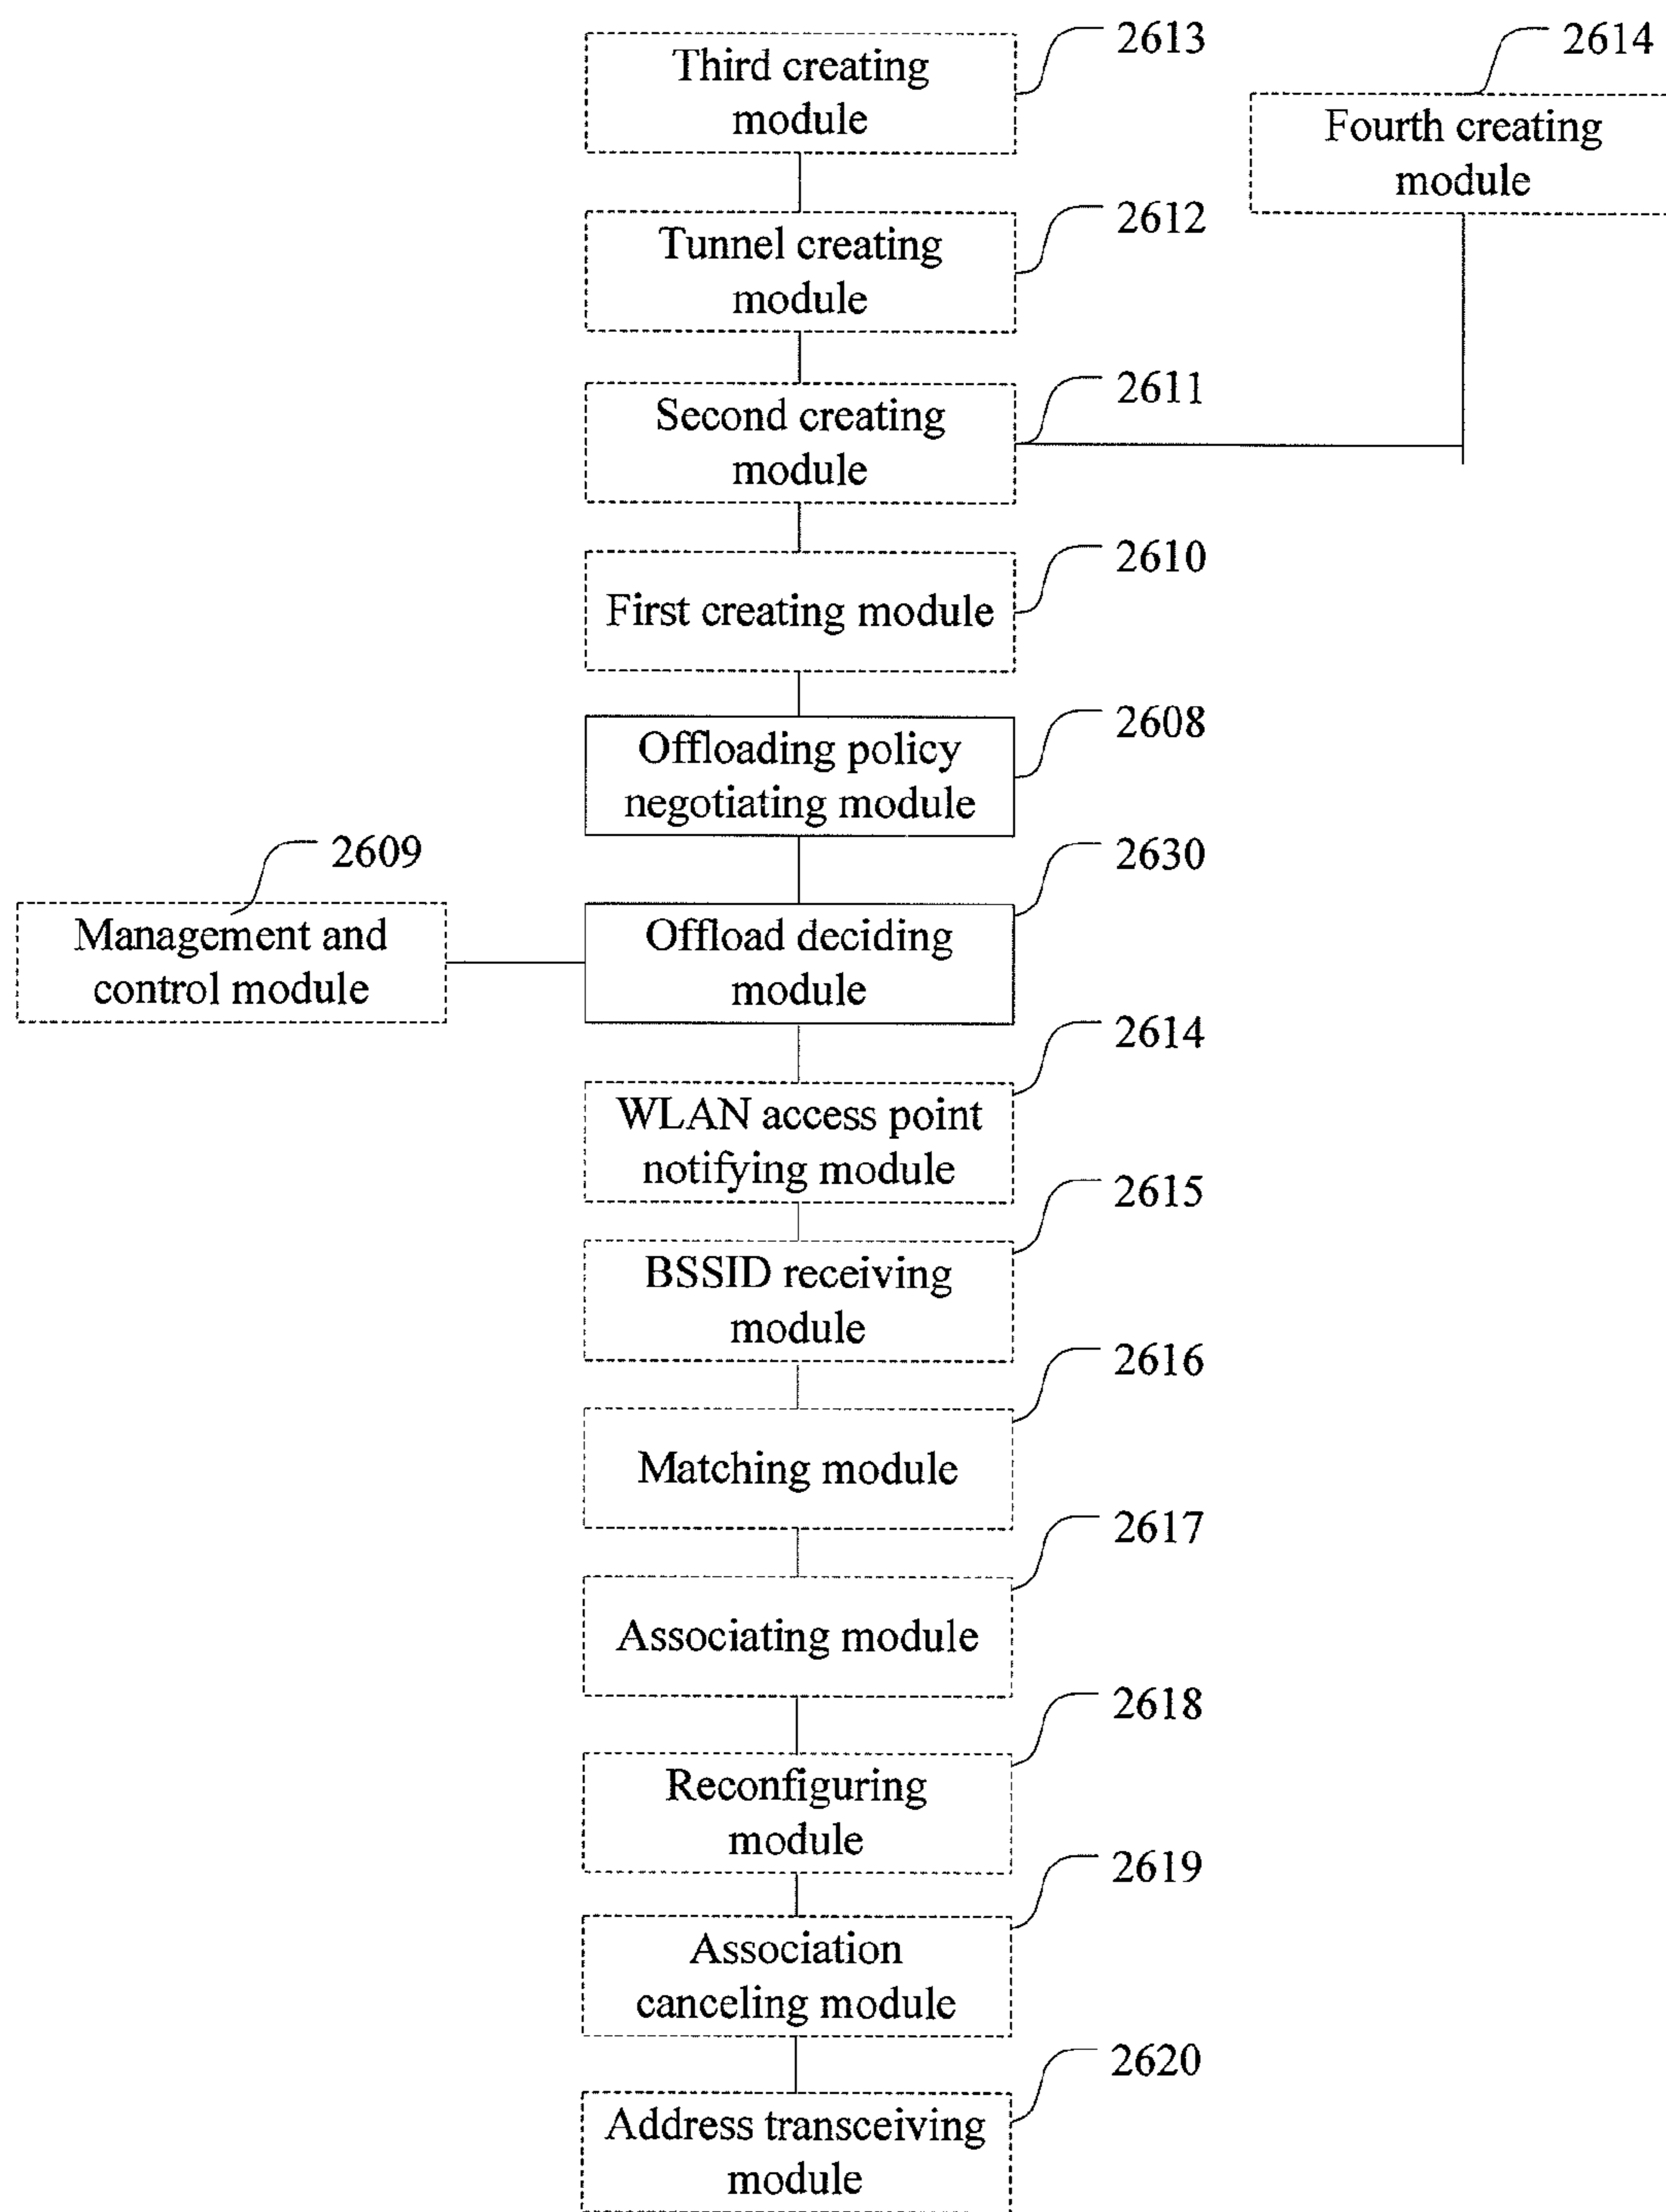 2613
Third creating
module
2614
Fourth creating
module
2612
Tunnel creating
module
2611
Second creating
module
2610
First creating module
2608
Offloading policy
negotiating module
2609
Management and
control module
2630
Offload deciding
module
2614
WLAN access point
notifying module
2615
BSSID receiving
module
2616
Matching module
2617
Associating module
2618
Reconfiguring
module
2619
Association
canceling module
2620
Address transceiving
module